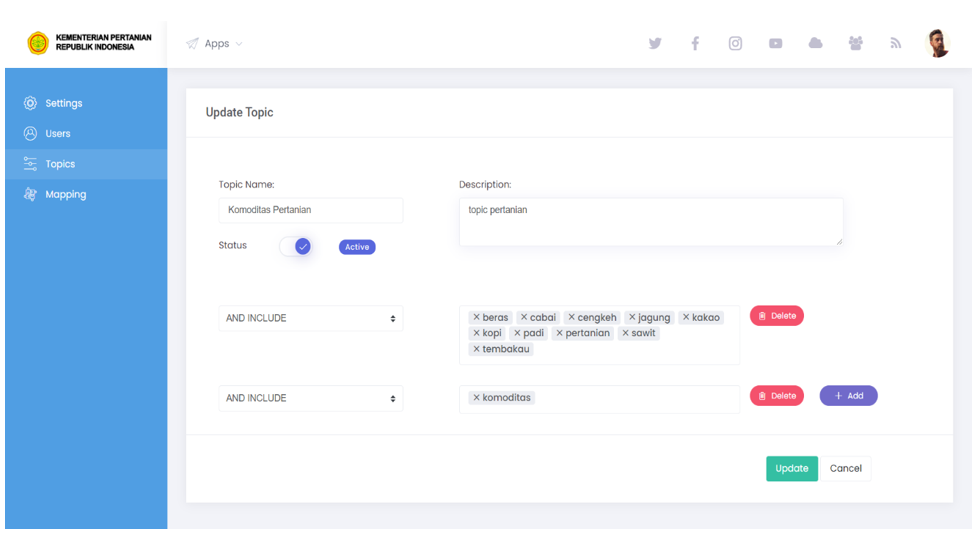 KEMENTERIAN PERTANIAN
REPUBLIK INDONESIA
Apps
Settings
Users
Topics
Mapping
Update Topic
Topic Name:
Description:
Komoditas Pertanian
topic pertanian
Status
Active
AND INCLUDE
× beras × cabai × cengkeh × jagung × kakao
× kopi × padi × pertanian × sawit
× tembakau
Delete
AND INCLUDE
× komoditas
Delete
+ Add
Update
Cancel